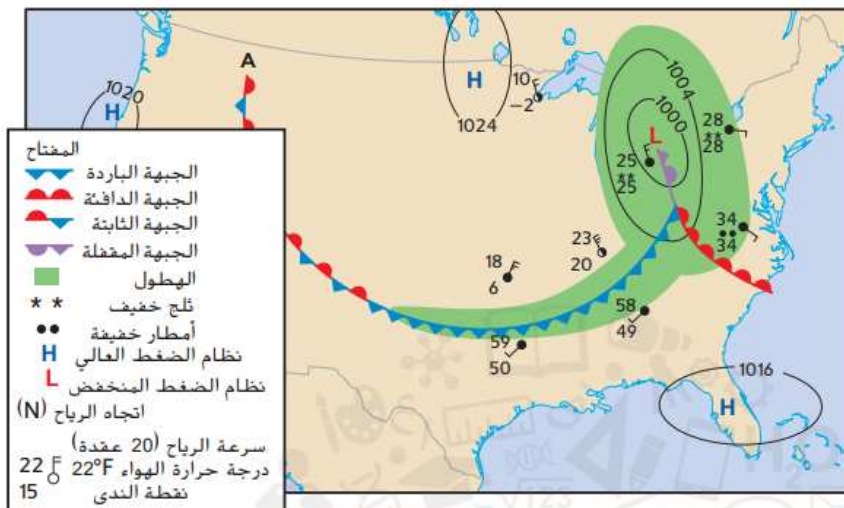 A
H
1020
H
1024
10
−2
1004
1000
L
28
**
28
25
**
25
34
••
34
23
20
18
6
58
49
59
50
1016
H
المفتاح
الجبهة الباردة
الجبهة الدافئة
الجبهة الثابتة
الجبهة المقفلة
الهطول
ثلج خفيف
* *
أمطار خفيفة
••
نظام الضغط العالي
H
نظام الضغط المنخفض
L
اتجاه الرياح (N)
سرعة الرياح (20 عقدة)
درجة حرارة الهواء 22°F
22
نقطة الندى
15
H₂O